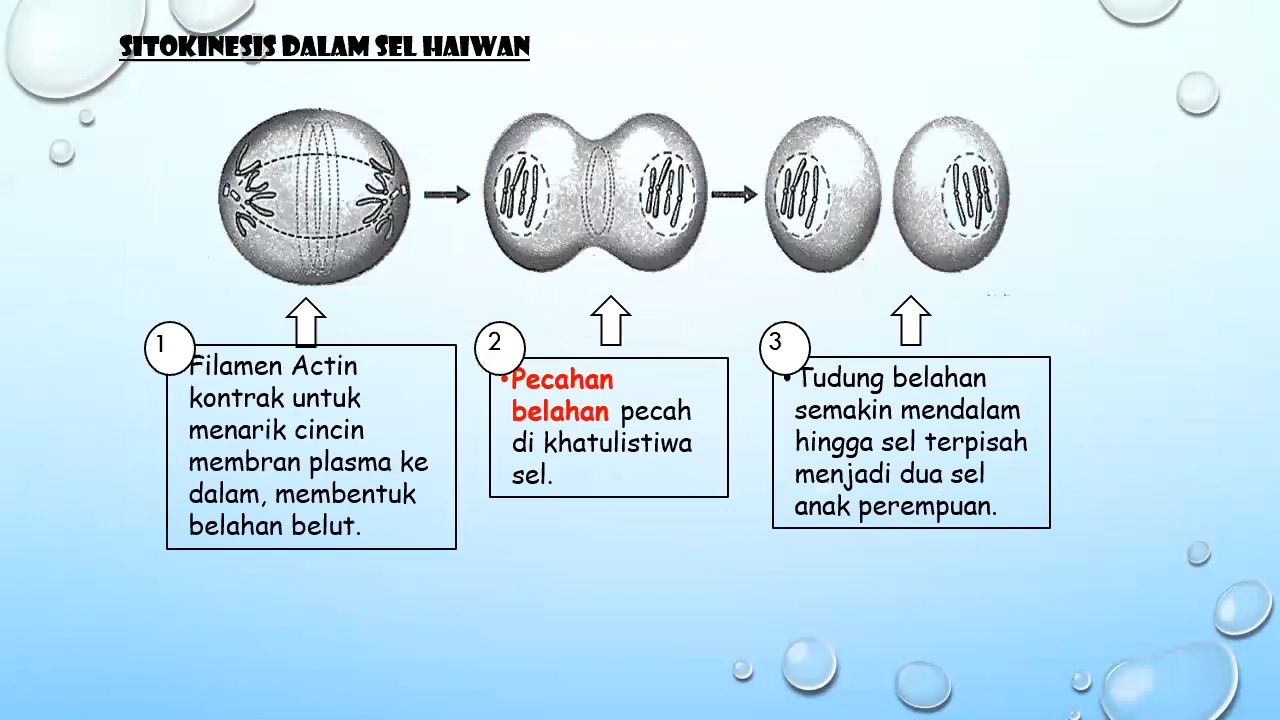 SITOKINESIS DALAM SEL HAIWAN
1
Filamen Actin
kontrak untuk
menarik cincin
membran plasma ke
dalam, membentuk
belahan belut.
2
•Pecahan
belahan pecah
di khatulistiwa
sel.
3
•Tudung belahan
semakin mendalam
hingga sel terpisah
menjadi dua sel
anak perempuan.